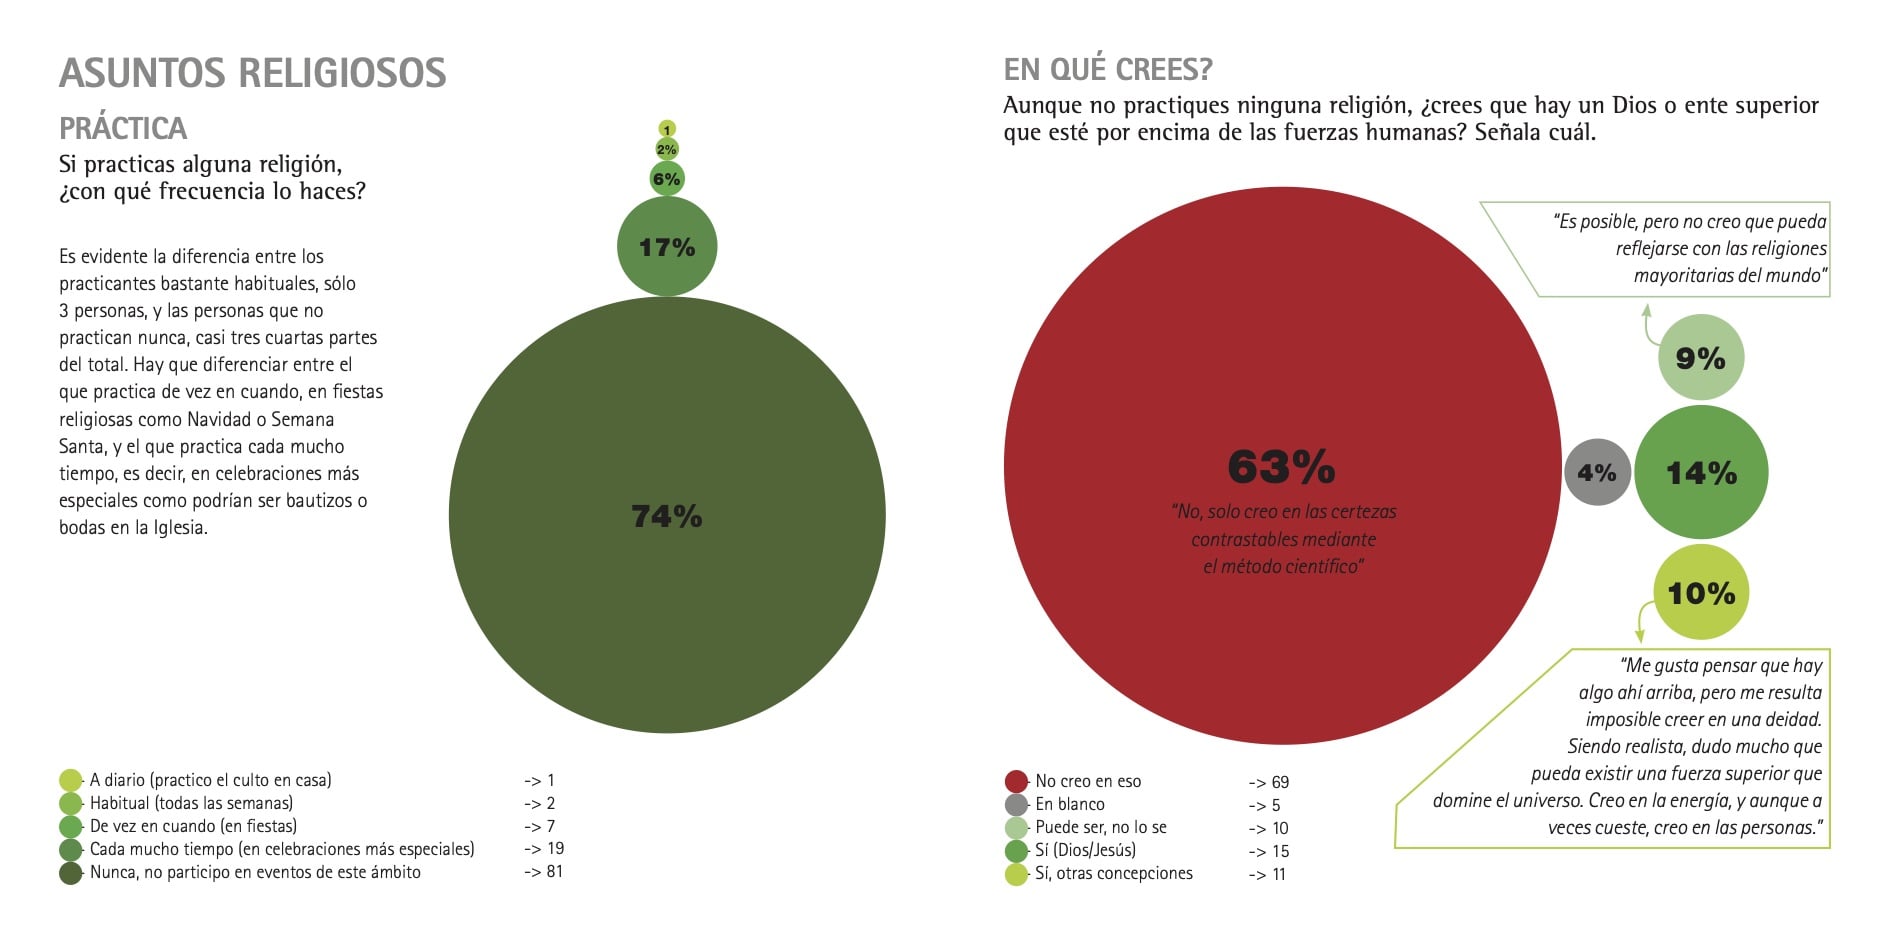 ASUNTOS RELIGIOSOS
PRÁCTICA
Si practicas alguna religión,
¿con qué frecuencia lo haces?
Es evidente la diferencia entre los
practicantes bastante habituales, sólo
3 personas, y las personas que no
practican nunca, casi tres cuartas partes
del total. Hay que diferenciar entre el
que practica de vez en cuando, en fiestas
religiosas como Navidad o Semana
Santa, y el que practica cada mucho
tiempo, es decir, en celebraciones más
especiales como podrían ser bautizos o
bodas en la Iglesia.
1
2%
6%
17%
74%
A diario (practico el culto en casa) -> 1
Habitual (todas las semanas) -> 2
De vez en cuando (en fiestas) -> 7
Cada mucho tiempo (en celebraciones más especiales) -> 19
Nunca, no participo en eventos de este ámbito -> 81
EN QUÉ CREES?
Aunque no practiques ninguna religión, ¿crees que hay un Dios o ente superior
que esté por encima de las fuerzas humanas? Señala cuál.
63%
"No, solo creo en las certezas
contrastables mediante
el método científico"
4%
"Es posible, pero no creo que pueda
reflejarse con las religiones
mayoritarias del mundo"
9%
14%
10%
"Me gusta pensar que hay
algo ahí arriba, pero me resulta
imposible creer en una deidad.
Siendo realista, dudo mucho que
pueda existir una fuerza superior que
domine el universo. Creo en la energía, y aunque a
veces cueste, creo en las personas."
No creo en eso -> 69
En blanco -> 5
Puede ser, no lo se -> 10
Sí (Dios/Jesús) -> 15
Sí, otras concepciones -> 11